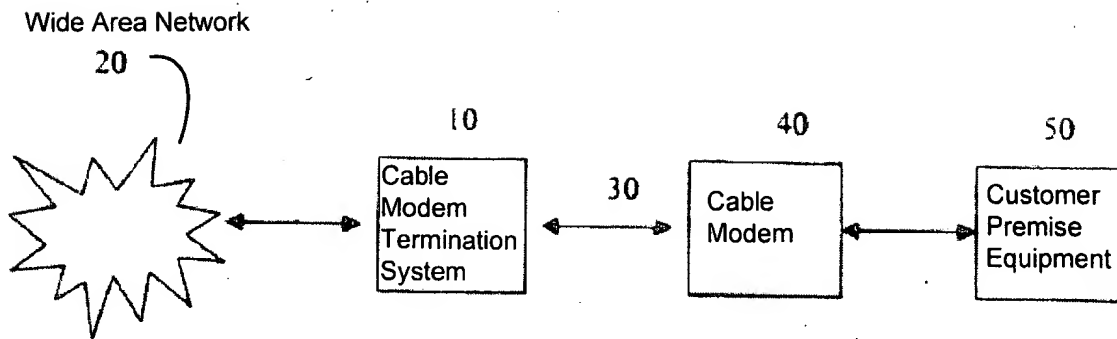 Wide Area Network
20
10
Cable
Modem
Termination
System
30
40
Cable
Modem
50
Customer
Premise
Equipment